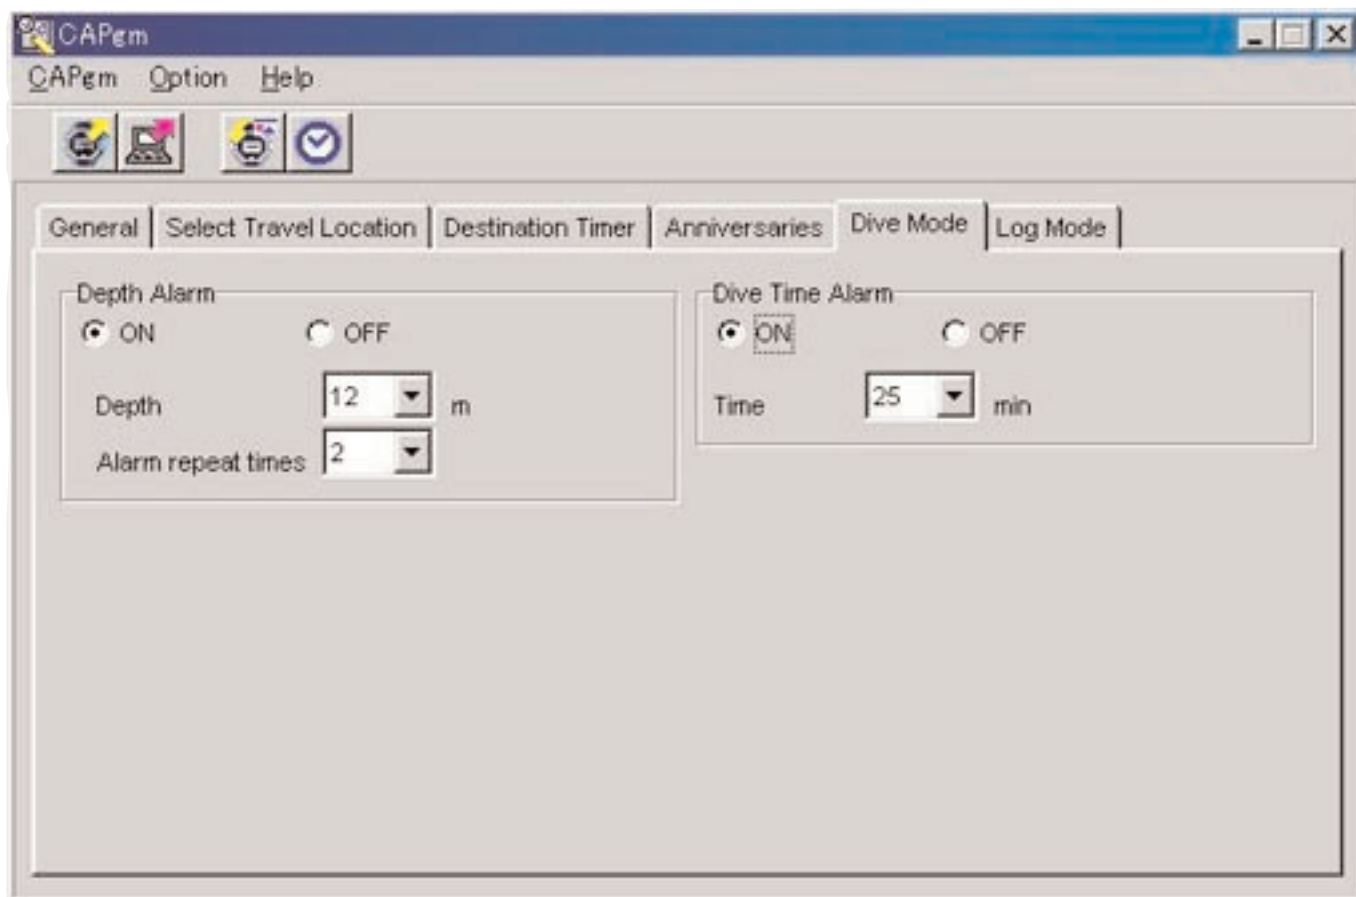 CAPgm
CAPgm Option Help
General Select Travel Location Destination Timer Anniversaries Dive Mode Log Mode
Depth Alarm
ON OFF
Depth 12 m
Alarm repeat times 2
Dive Time Alarm
ON OFF
Time 25 min